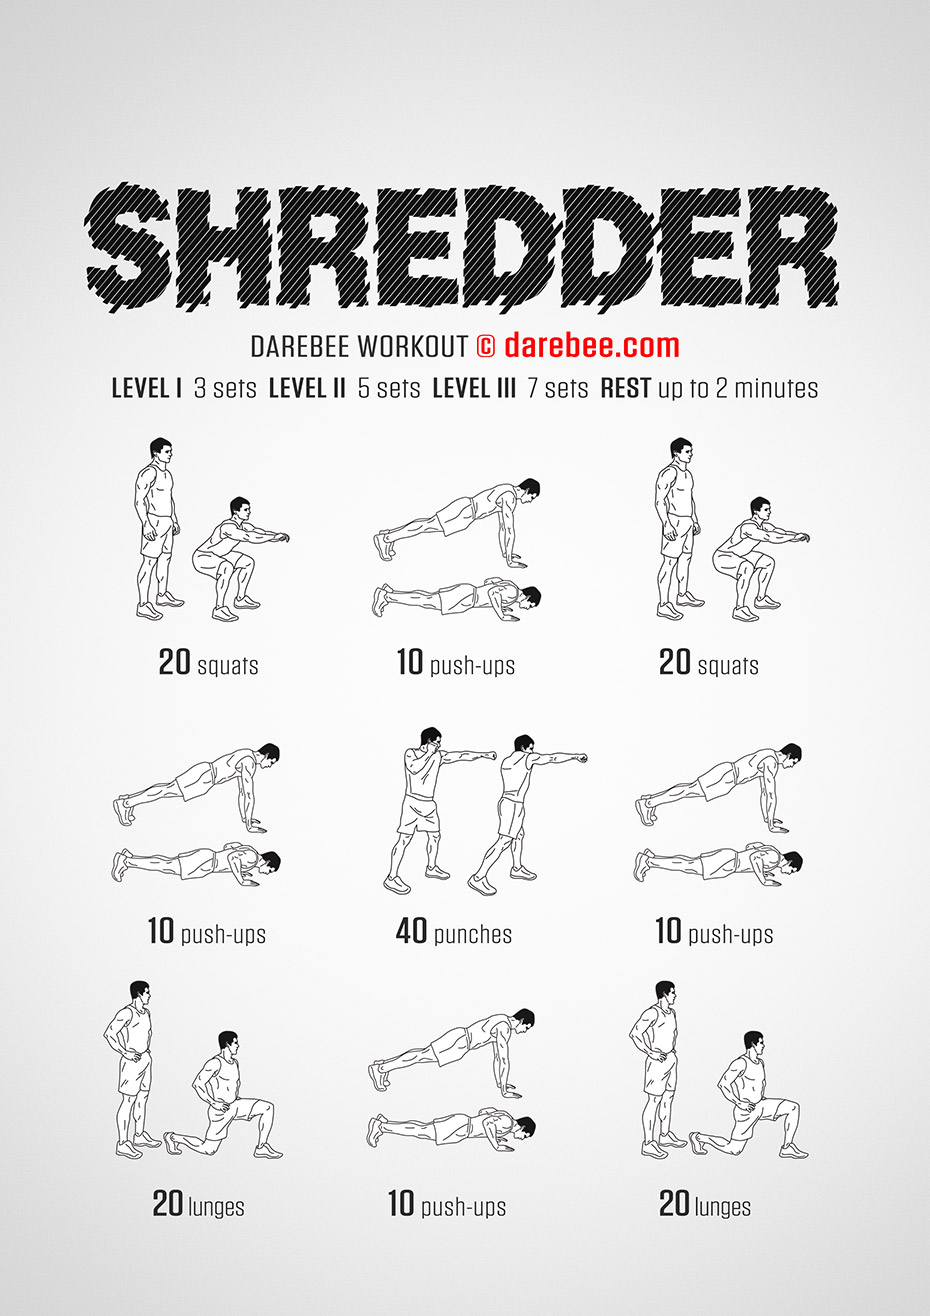 SHREDDER
DAREBEE WORKOUT © darebee.com
LEVEL I 3 sets LEVEL II 5 sets LEVEL III 7 sets REST up to 2 minutes
20 squats
10 push-ups
20 squats
10 push-ups
40 punches
10 push-ups
20 lunges
10 push-ups
20 lunges